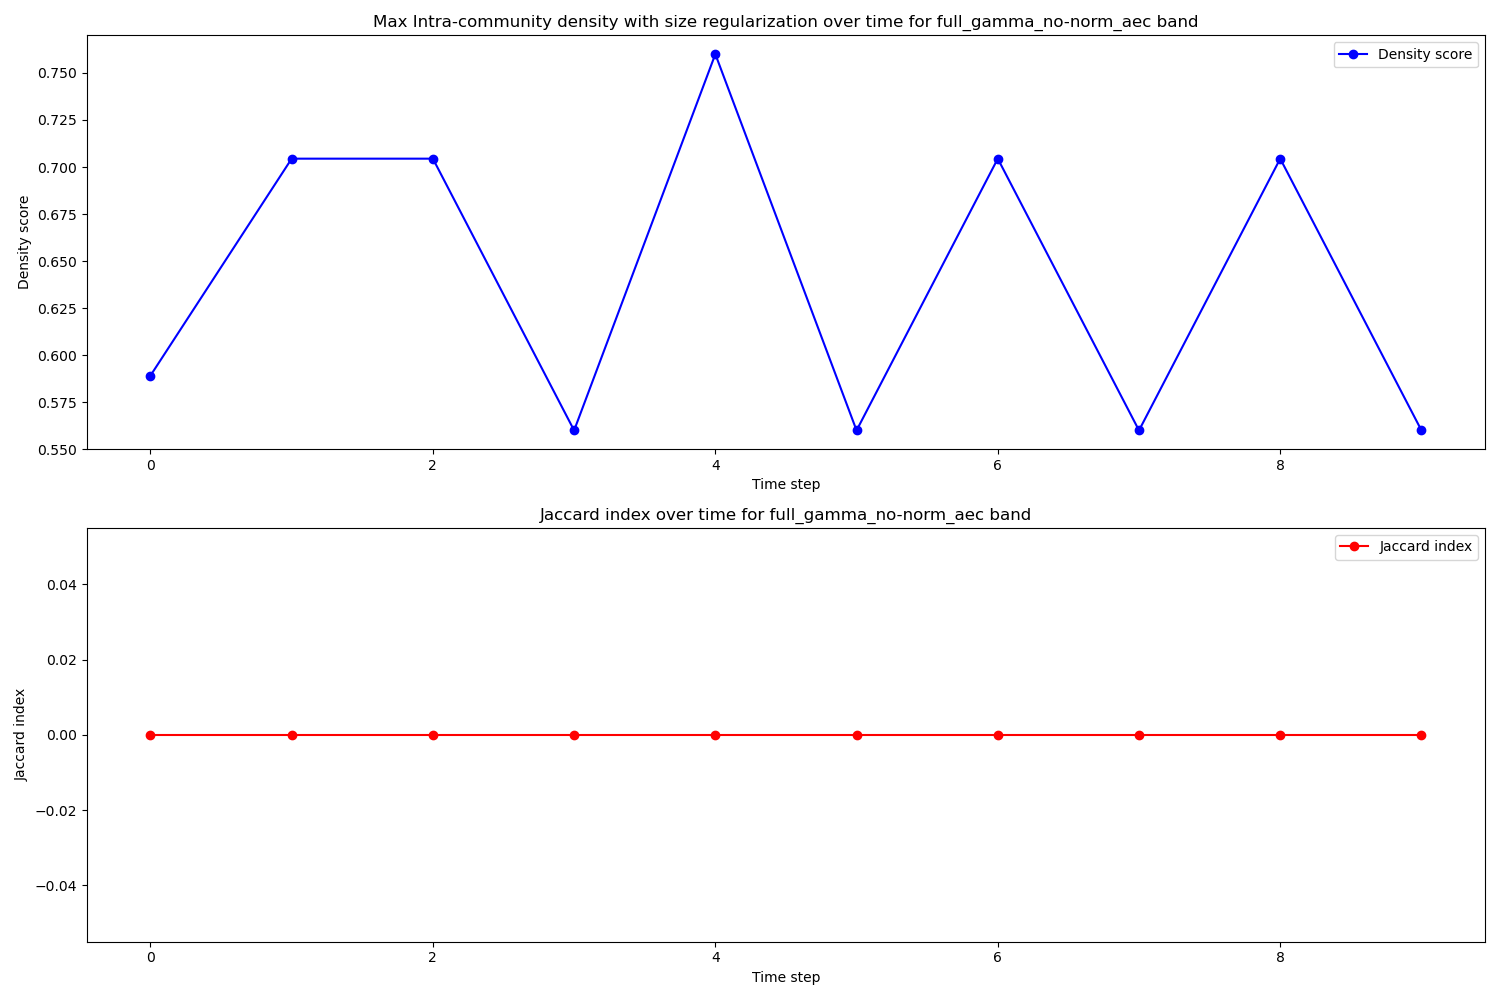 Max Intra-community density with size regularization over time for full_gamma_no-norm_aec band
Density score
0.750
0.725
0.700
0.675
0.650
0.625
0.600
0.575
0.550
Density score
0 2 4 6 8
Time step
Jaccard index over time for full_gamma_no-norm_aec band
Jaccard index
0.04
0.02
0.00
−0.02
−0.04
Jaccard index
0 2 4 6 8
Time step